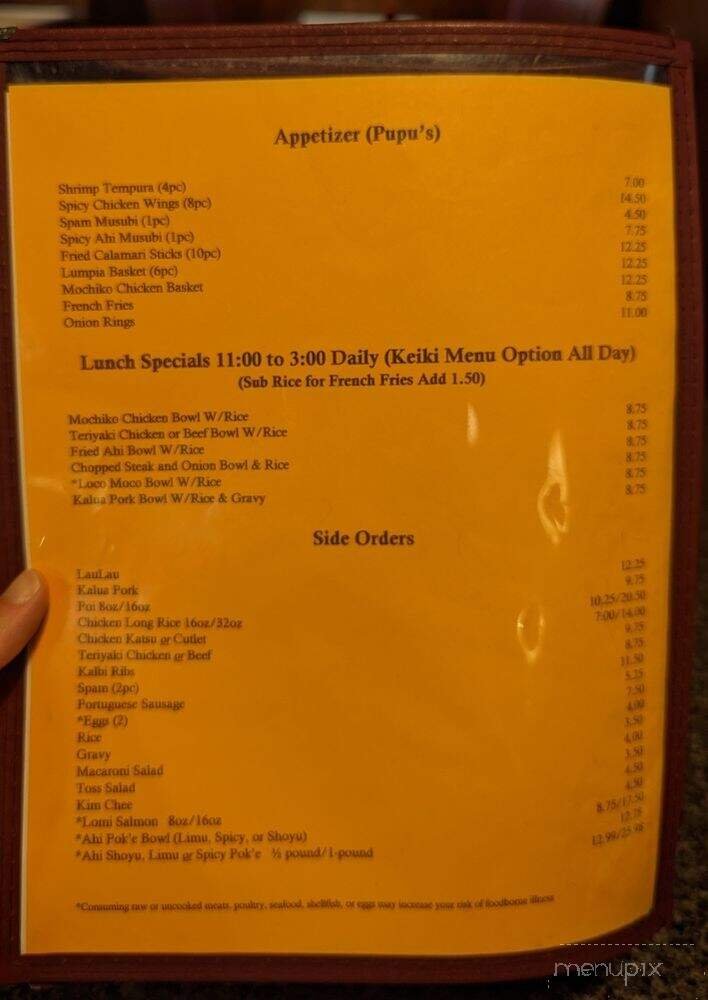 Appetizer (Pupu's)
Shrimp Tempura (4pc) 7.00
Spicy Chicken Wings (8pc) 14.50
Spam Musubi (1pc) 4.50
Spicy Ahi Musubi (1pc) 7.75
Fried Calamari Sticks (10pc) 12.25
Lumpia Basket (6pc) 12.25
Mochiko Chicken Basket 12.25
French Fries 8.75
Onion Rings 11.00
Lunch Specials 11:00 to 3:00 Daily (Keiki Menu Option All Day)
(Sub Rice for French Fries Add 1.50)
Mochiko Chicken Bowl W/Rice 8.75
Teriyaki Chicken or Beef Bowl W/Rice 8.75
Fried Ahi Bowl W/Rice 8.75
Chopped Steak and Onion Bowl & Rice 8.75
*Loco Moco Bowl W/Rice 8.75
Kalua Pork Bowl W/Rice & Gravy 8.75
Side Orders
LauLau 12.25
Kalua Pork 9.75
Poi 8oz/16oz 10.25/20.50
Chicken Long Rice 16oz/32oz 7.00/14.00
Chicken Katsu or Cutlet 9.75
Teriyaki Chicken or Beef 8.75
Kalbi Ribs 11.50
Spam (2pc) 5.25
Portuguese Sausage 7.50
*Eggs (2) 4.00
Rice 3.50
Gravy 4.00
Macaroni Salad 3.50
Toss Salad 4.50
Kim Chee 4.50
*Lomi Salmon 8oz/16oz 8.75/17.50
*Ahi Pok'e Bowl (Limu, Spicy, or Shoyu) 12.75
*Ahi Shoyu, Limu or Spicy Pok'e ½ pound/1-pound 12.99/25.98
*Consuming raw or uncooked meats, poultry, seafood, shellfish, or eggs may increase your risk of foodborne illness
menupix